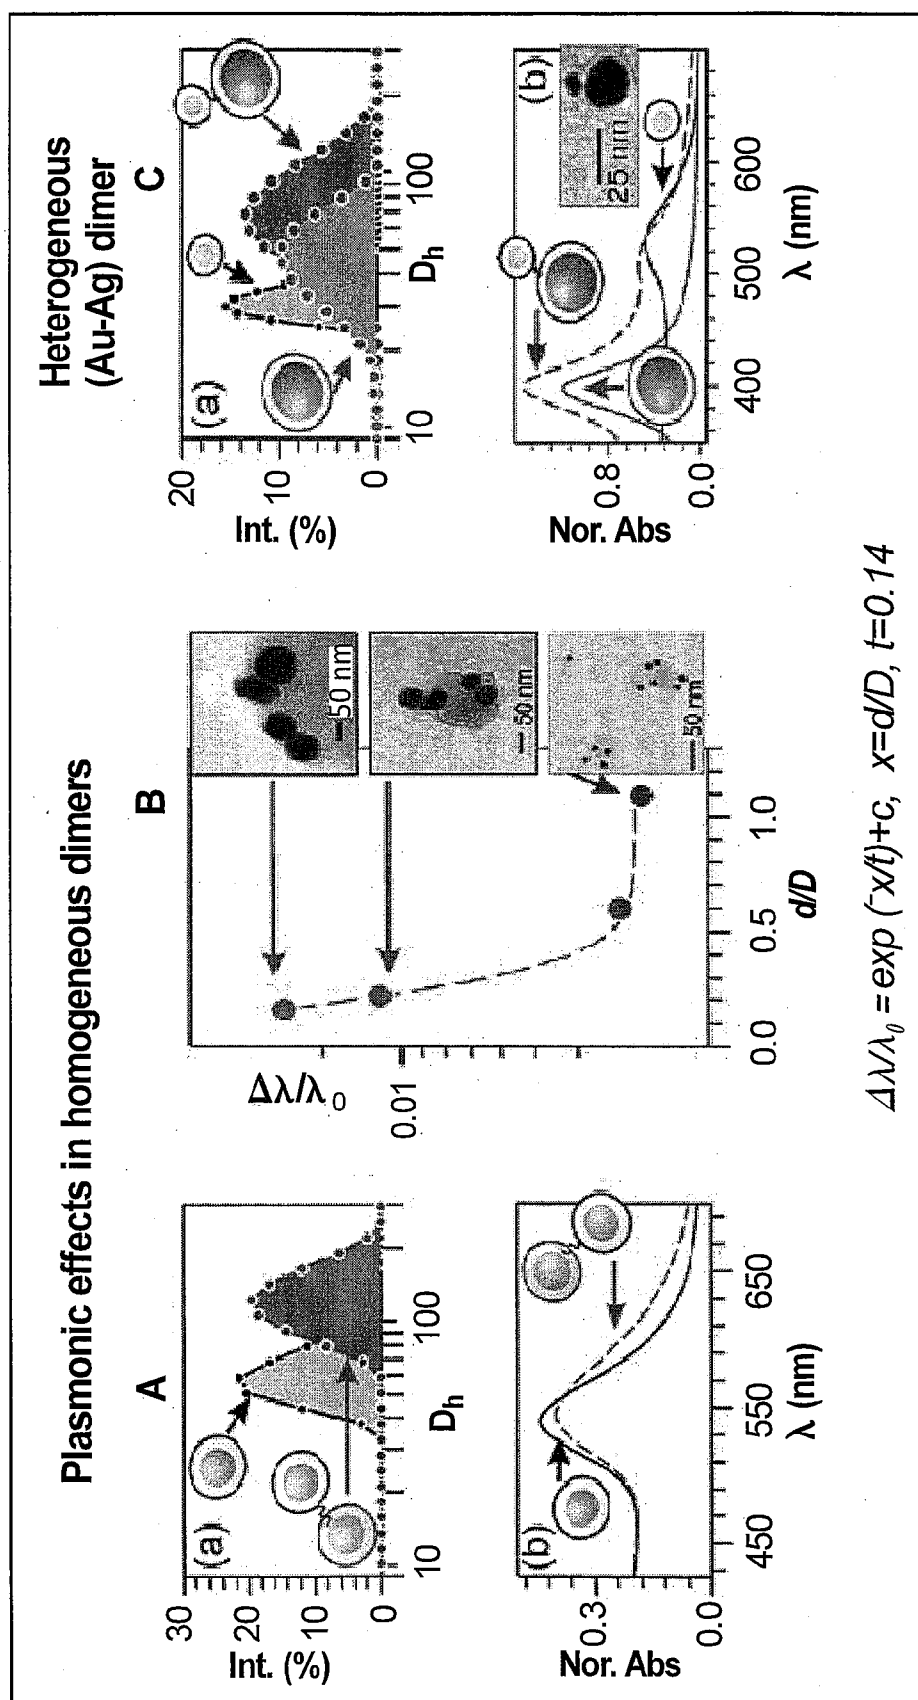 Plasmonic effects in homogeneous dimers
Heterogeneous
(Au-Ag) dimer
A
(a)
30
20
10
0
Int. (%)
10
100
Dh
(b)
0.3
0.0
Nor. Abs
450
550
650
λ (nm)
B
Δλ/λ0
0.01
0.0
0.5
1.0
d/D
50 nm
50 nm
50 nm
C
(a)
20
10
0
Int. (%)
10
100
Dh
(b)
25 nm
0.8
0.0
Nor. Abs
400
500
600
λ (nm)
Δλ/λ0 = exp (-x/t)+c, x=d/D, t=0.14